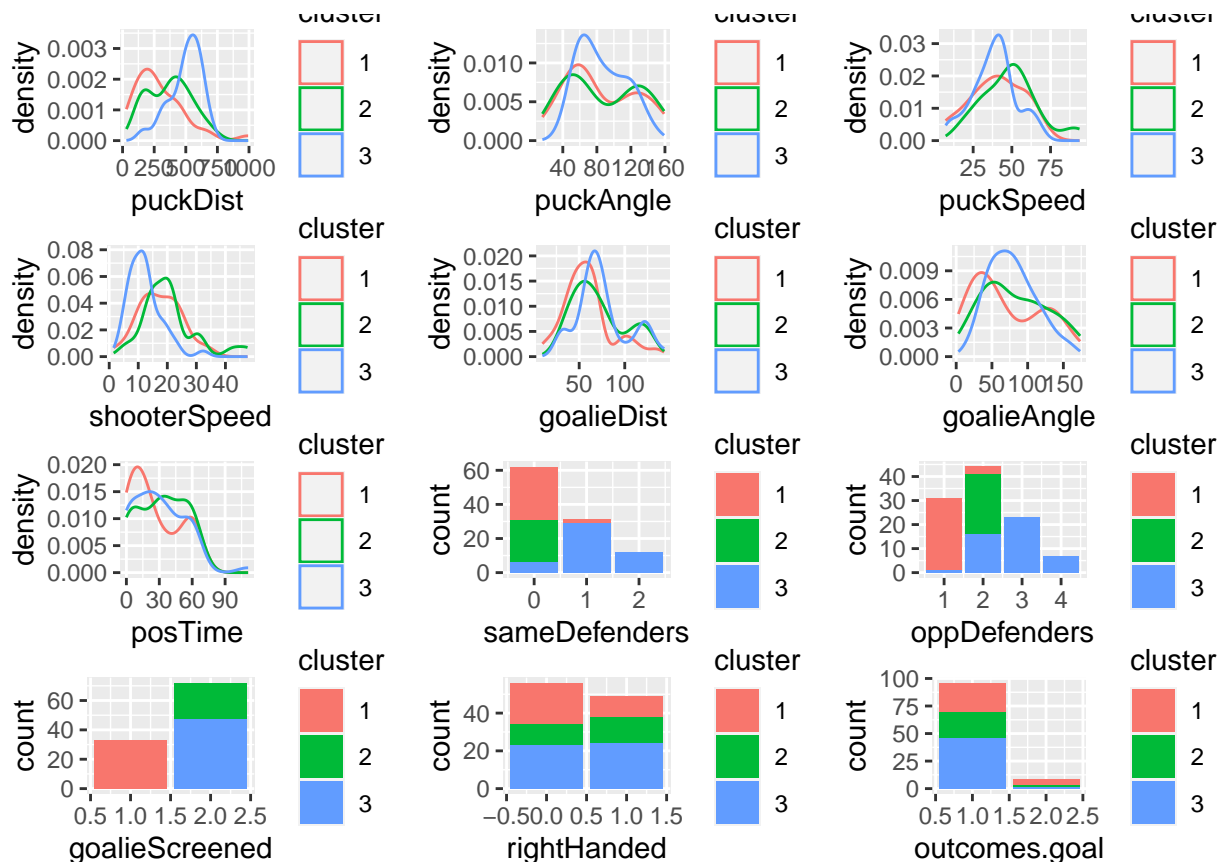 cluster
cluster
cluster
density
0.003
0.002
0.001
0.000
0 250 500 750 1000
puckDist
1
2
3
density
0.010
0.005
0.000
40 80 120 160
puckAngle
1
2
3
density
0.03
0.02
0.01
0.00
25 50 75
puckSpeed
1
2
3
density
0.08
0.06
0.04
0.02
0.00
0 10 20 30 40
shooterSpeed
cluster
1
2
3
density
0.020
0.015
0.010
0.005
0.000
50 100
goalieDist
cluster
1
2
3
density
0.009
0.006
0.003
0.000
0 50 100 150
goalieAngle
cluster
1
2
3
density
0.020
0.015
0.010
0.005
0.000
0 30 60 90
posTime
cluster
1
2
3
count
60
40
20
0
0 1 2
sameDefenders
cluster
1
2
3
count
40
30
20
10
0
1 2 3 4
oppDefenders
cluster
1
2
3
count
60
40
20
0
0.5 1.0 1.5 2.0 2.5
goalieScreened
cluster
1
2
3
count
40
20
0
−0.5 0.0 0.5 1.0 1.5
rightHanded
cluster
1
2
3
count
100
75
50
25
0
0.5 1.0 1.5 2.0 2.5
outcomes.goal
cluster
1
2
3